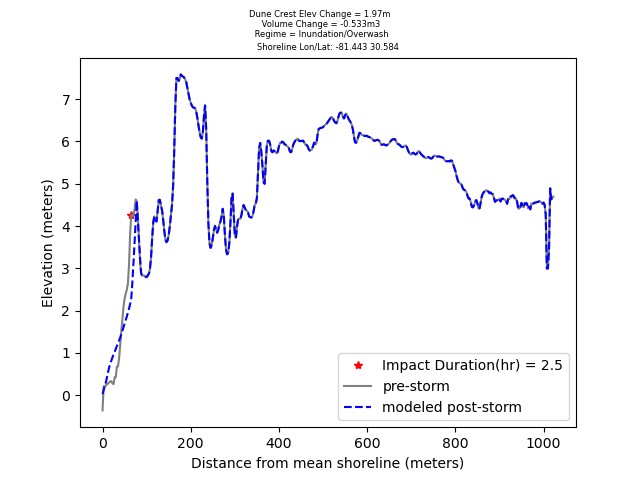 Dune Crest Elev Change = 1.97m
Volume Change = -0.533m3
Regime = Inundation/Overwash
Shoreline Lon/Lat: -81.443 30.584
7
6
5
4
3
2
1
0
Elevation (meters)
Impact Duration(hr) = 2.5
pre-storm
modeled post-storm
0 200 400 600 800 1000
Distance from mean shoreline (meters)